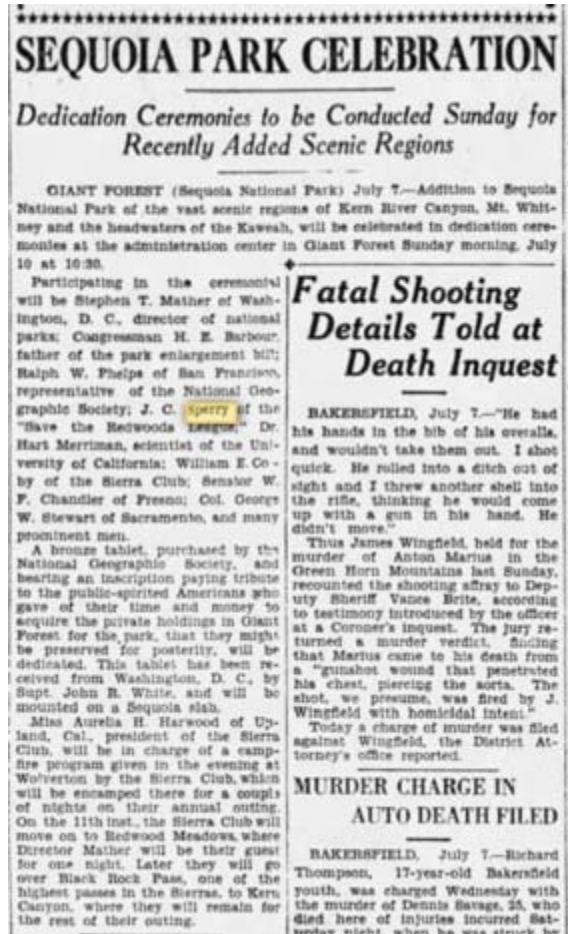 SEQUOIA PARK CELEBRATION
Dedication Ceremonies to be Conducted Sunday for
Recently Added Scenic Regions
GIANT FOREST (Sequoia National Park) July 7.—Addition to Sequoia
National Park of the vast scenic regions of Kern River Canyon, Mt. Whit-
ney and the headwaters of the Kaweah, will be celebrated in dedication cere-
monies at the administration center in Giant Forest Sunday morning, July
10 at 10:30.
Participating in the ceremonial
will be Stephen T. Mather of Wash-
ington, D. C., director of national
parks; Congressman H. E. Barbour,
father of the park enlargement bill;
Ralph W. Phelps of San Francisco,
representative of the National Geo-
graphic Society; J. C. Sperry of the
"Save the Redwoods League," Dr.
Hart Merriman, scientist of the Uni-
versity of California; William E. Co-
by of the Sierra Club; Senator W.
F. Chandler of Fresno; Col. George
W. Stewart of Sacramento, and many
prominent men.
A bronze tablet, purchased by the
National Geographic Society, and
bearing an inscription paying tribute
to the public-spirited Americans who
gave of their time and money to
acquire the private holdings in Giant
Forest for the park, that they might
be preserved for posterity, will be
dedicated. This tablet has been re-
ceived from Washington, D. C., by
Supt. John R. White, and will be
mounted on a Sequoia slab.
Miss Aurelia H. Harwood of Up-
land, Cal., president of the Sierra
Club, will be in charge of a camp-
fire program given in the evening at
Wolverton by the Sierra Club, which
will be encamped there for a couple
of nights on their annual outing.
On the 11th inst., the Sierra Club will
move on to Redwood Meadows, where
Director Mather will be their guest
for one night. Later they will go
over Black Rock Pass, one of the
highest passes in the Sierras, to Kern
Canyon, where they will remain for
the rest of their outing.
Fatal Shooting
Details Told at
Death Inquest
BAKERSFIELD, July 7.—"He had
his hands in the bib of his overalls,
and wouldn't take them out. I shot
quick. He rolled into a ditch out of
sight and I threw another shell into
the rifle, thinking he would come
up with a gun in his hand. He
didn't move."
Thus James Wingfield, held for the
murder of Anton Marius in the
Green Horn Mountains last Sunday,
recounted the shooting affray to Dep-
uty Sheriff Vance Brite, according
to testimony introduced by the officer
at a Coroner's inquest. The jury re-
turned a murder verdict, finding
that Marius came to his death from
a "gunshot wound that penetrated
his chest, piercing the aorta. The
shot, we presume, was fired by J.
Wingfield with homicidal intent."
Today a charge of murder was filed
against Wingfield, the District At-
torney's office reported.
MURDER CHARGE IN
AUTO DEATH FILED
BAKERSFIELD, July 7.—Richard
Thompson, 17-year-old Bakersfield
youth, was charged Wednesday with
the murder of Dennis Savage, 25, who
died here of injuries incurred Sat-
urday night, when he was struck by